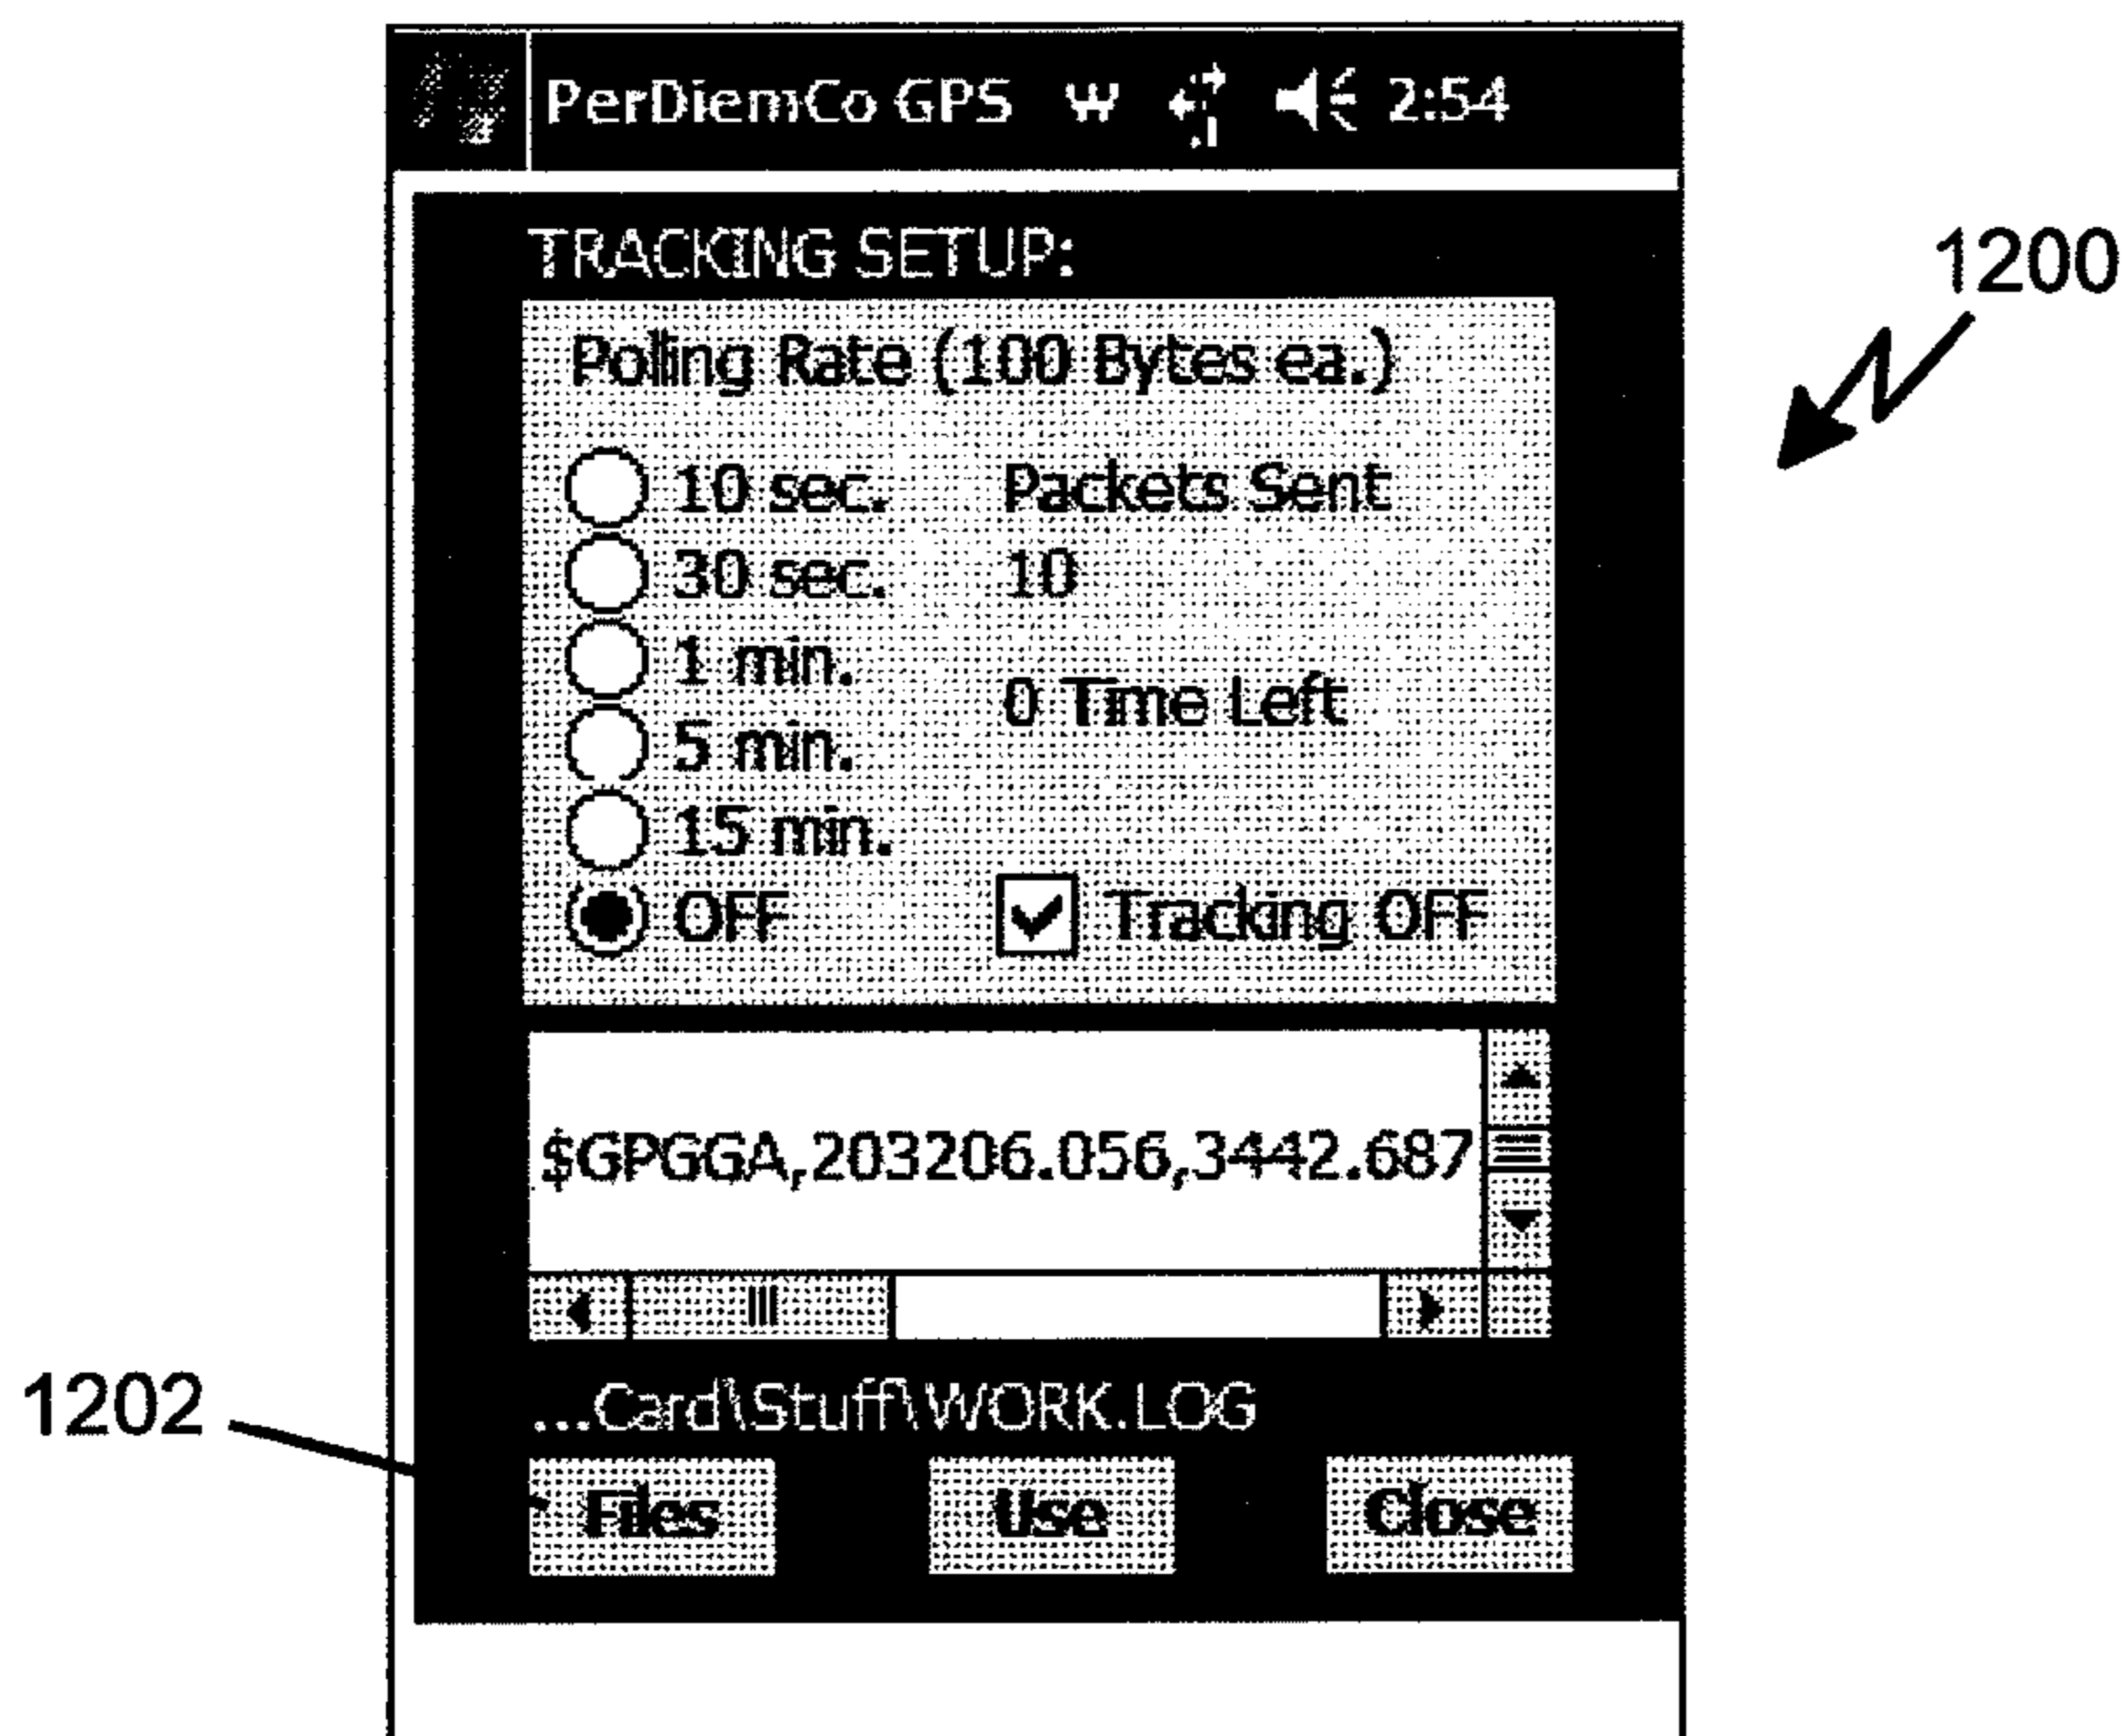 PerDiemCo GPS 2:54
TRACKING SETUP:
1200
Polling Rate (100 Bytes ea.)
10 sec. Packets Sent
30 sec. 10
1 min.
0 Time Left
5 min.
15 min.
OFF Tracking OFF
$GPGGA,203206.056,3442.687
...Card\Stuff\WORK.LOG
1202
Files Use Close